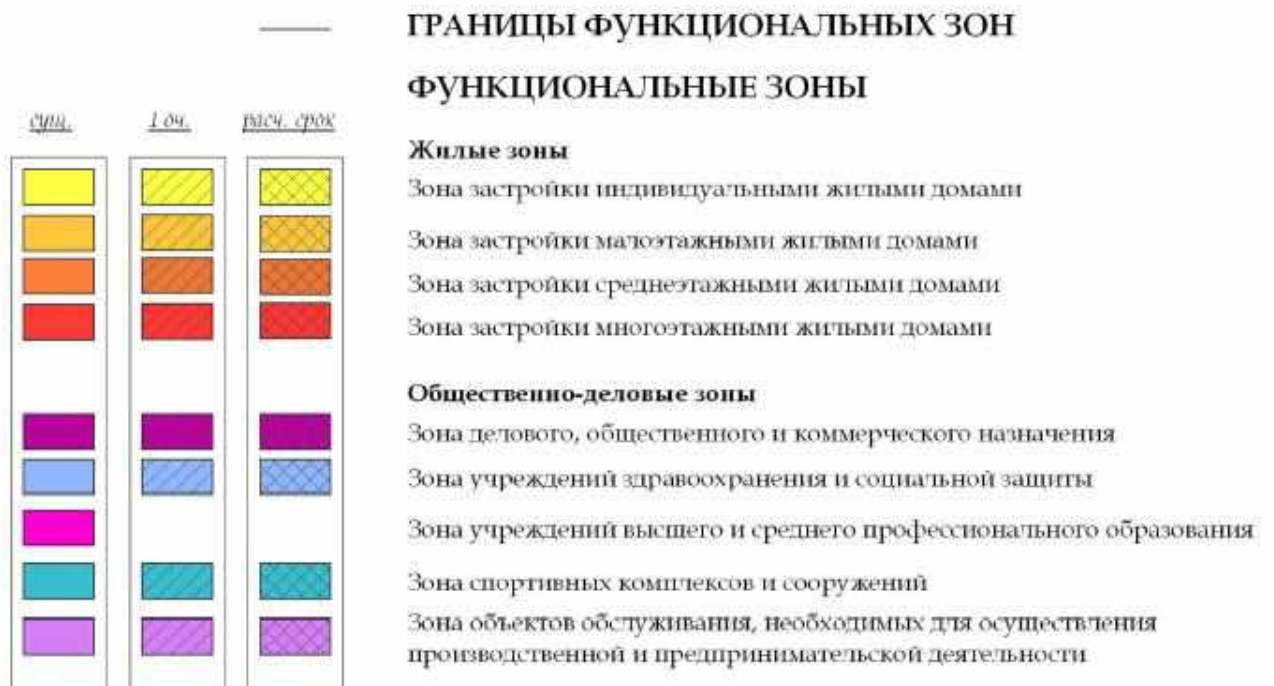 ГРАНИЦЫ ФУНКЦИОНАЛЬНЫХ ЗОН
ФУНКЦИОНАЛЬНЫЕ ЗОНЫ
сущ. 1 оч. расч. срок
Жилые зоны
Зона застройки индивидуальными жилыми домами
Зона застройки малоэтажными жилыми домами
Зона застройки среднеэтажными жилыми домами
Зона застройки многоэтажными жилыми домами
Общественно-деловые зоны
Зона делового, общественного и коммерческого назначения
Зона учреждений здравоохранения и социальной защиты
Зона учреждений высшего и среднего профессионального образования
Зона спортивных комплексов и сооружений
Зона объектов обслуживания, необходимых для осуществления
производственной и предпринимательской деятельности